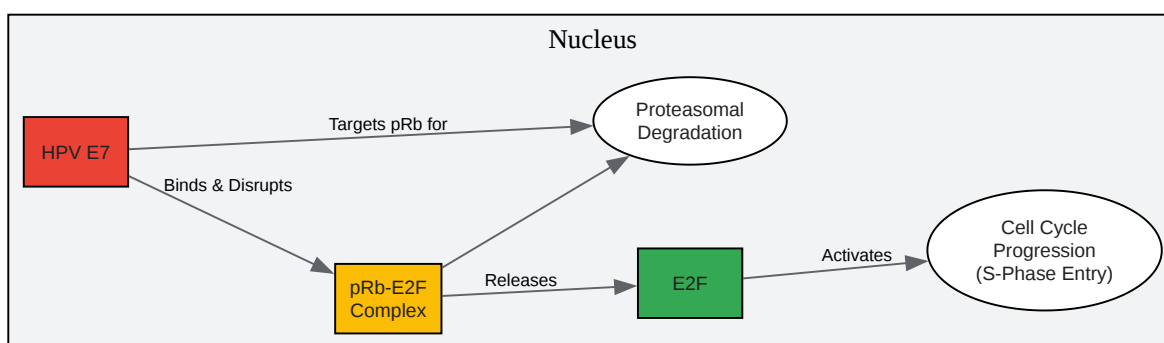 Nucleus
Proteasomal
Degradation
Targets pRb for
HPV E7
Binds & Disrupts
Cell Cycle
Progression
(S-Phase Entry)
Activates
E2F
Releases
pRb-E2F
Complex